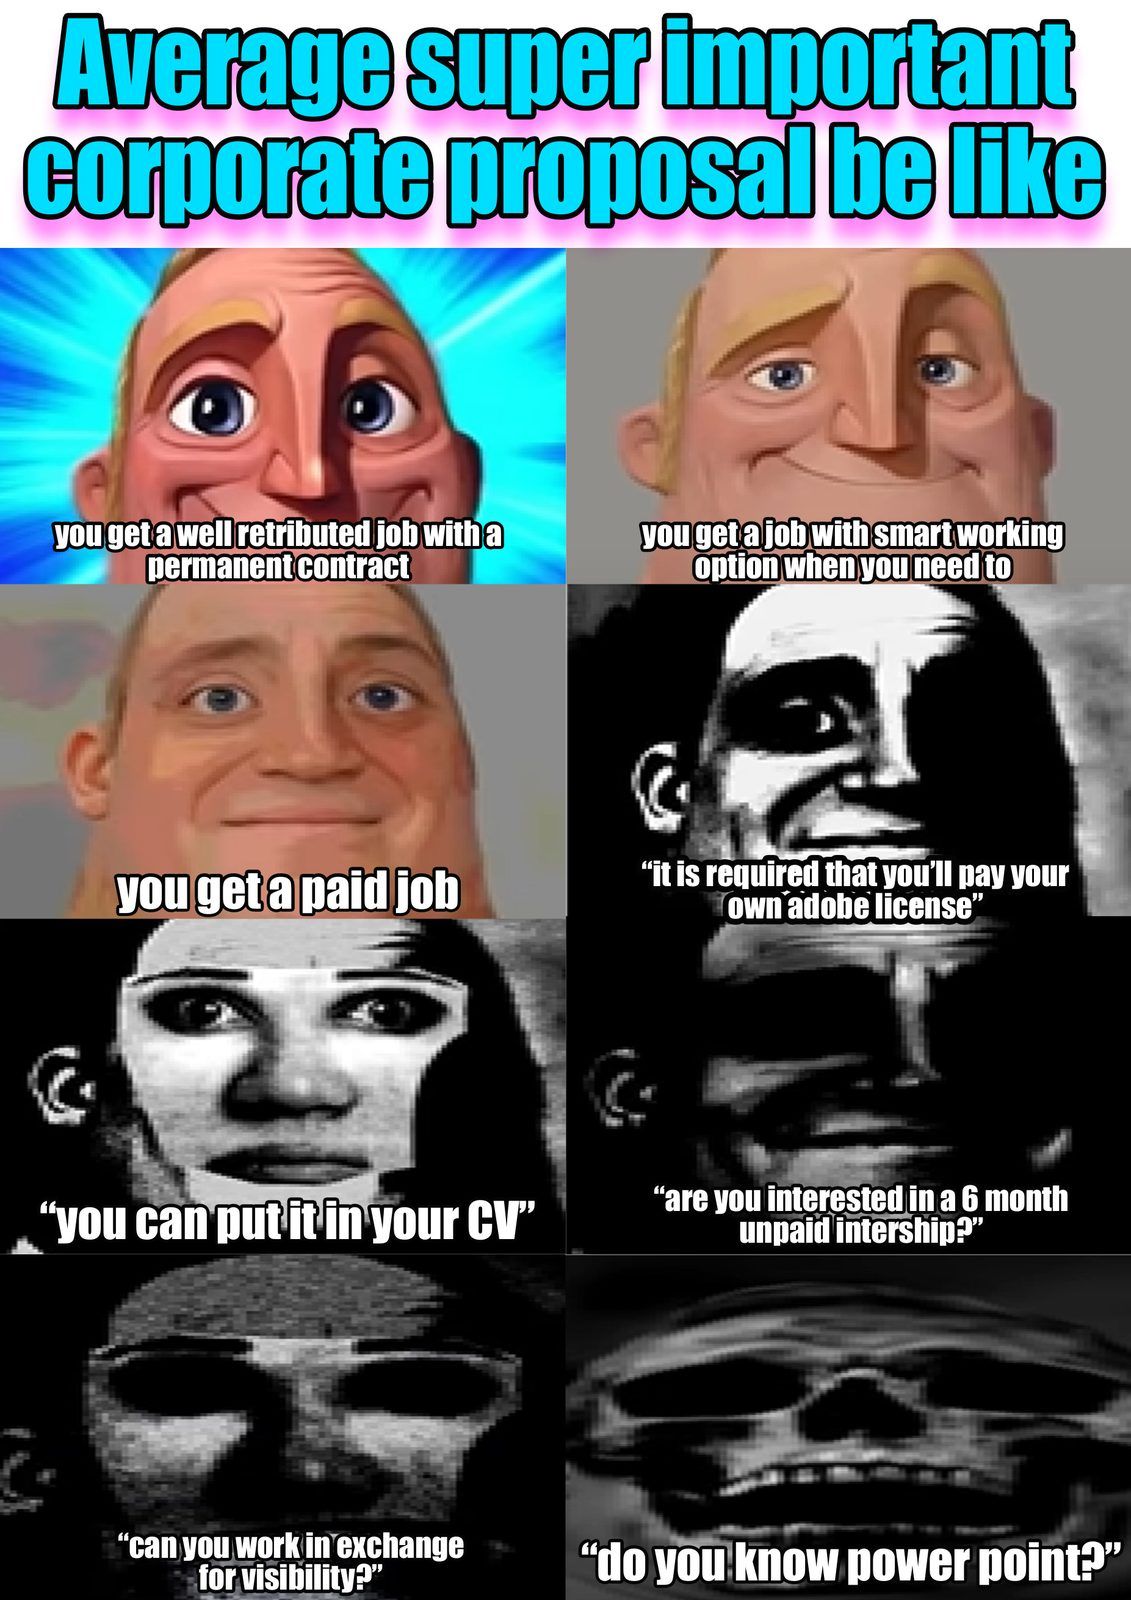 Average super important
corporate proposal be like
you get a well retributed job with a
permanent contract
you get a job with smart working
option when you need to
you get a paid job
“it is required that you’ll pay your
own adobe license”
“you can put it in your CV”
“are you interested in a 6 month
unpaid intership?”
“can you work in exchange
for visibility?”
“do you know power point?”